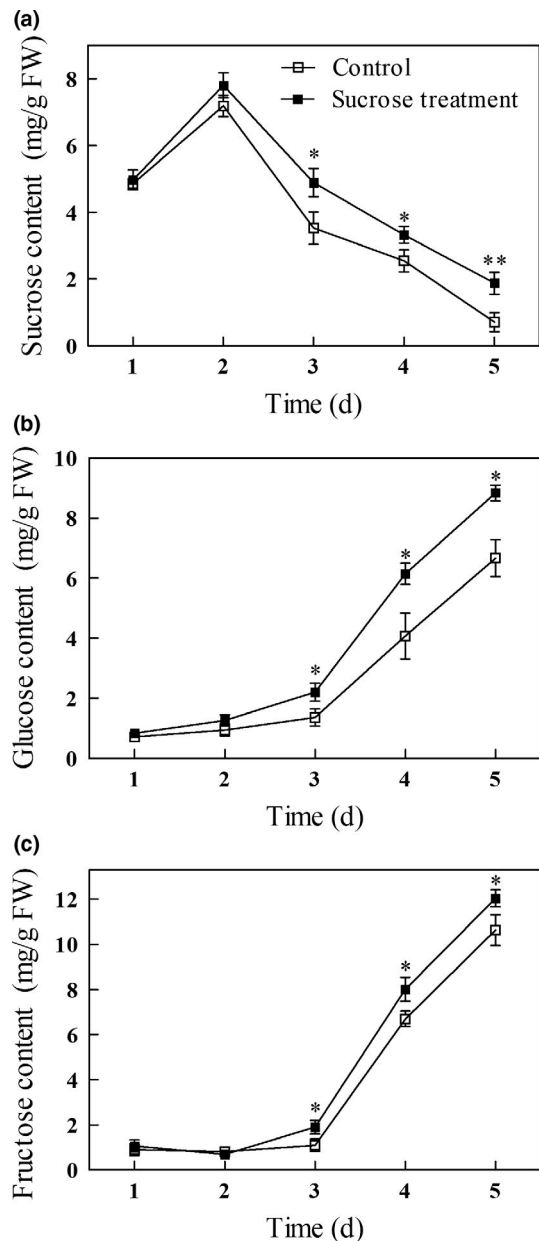 (a)
Sucrose content (mg/g FW)
8
6
4
2
0
Control
Sucrose treatment
*
*
**
1 2 3 4 5
Time (d)
(b)
Glucose content (mg/g FW)
10
8
6
4
2
0
*
*
*
1 2 3 4 5
Time (d)
(c)
Fructose content (mg/g FW)
12
10
8
6
4
2
0
*
*
*
1 2 3 4 5
Time (d)